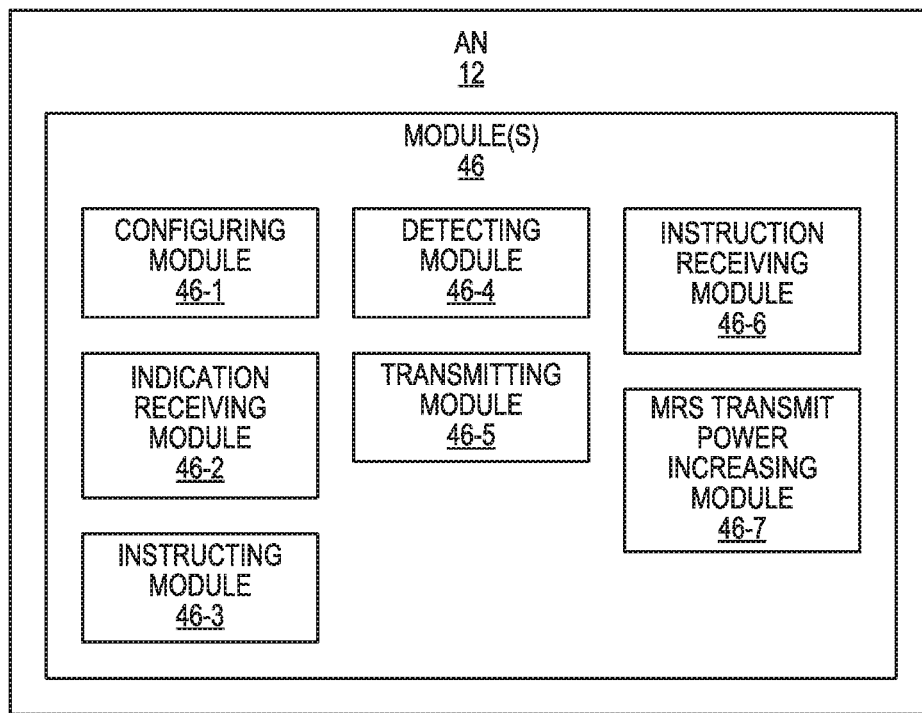 AN
12
MODULE(S)
46
CONFIGURING
MODULE
46-1
INDICATION
RECEIVING
MODULE
46-2
INSTRUCTING
MODULE
46-3
DETECTING
MODULE
46-4
TRANSMITTING
MODULE
46-5
INSTRUCTION
RECEIVING
MODULE
46-6
MRS TRANSMIT
POWER
INCREASING
MODULE
46-7